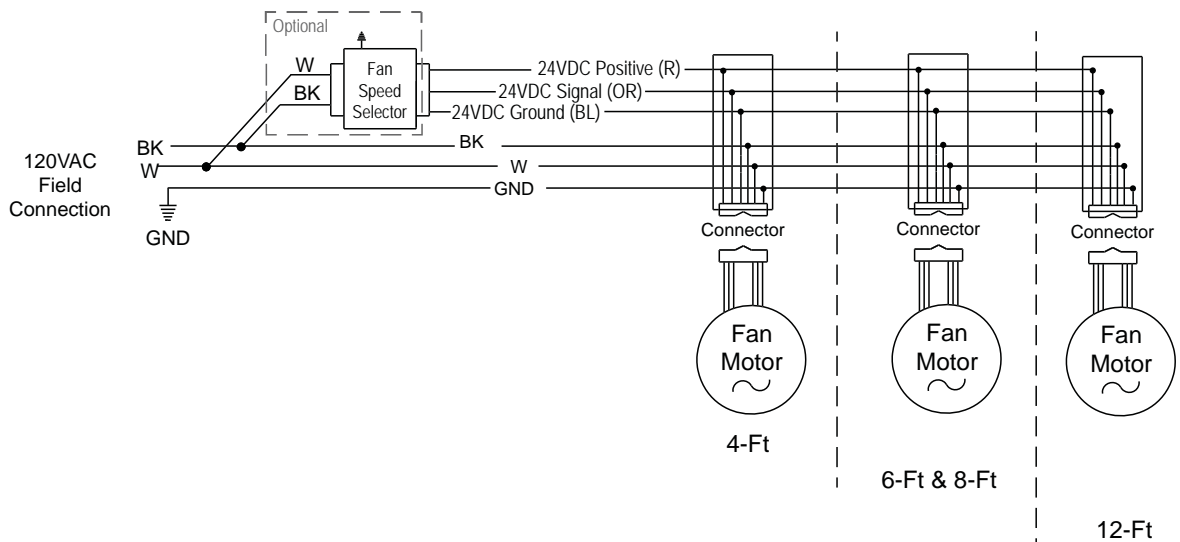 Optional
W
BK
Fan
Speed
Selector
24VDC Positive (R)
24VDC Signal (OR)
24VDC Ground (BL)
BK
BK
W
W
GND
120VAC
Field
Connection
GND
Connector
Connector
Connector
Fan
Motor
Fan
Motor
Fan
Motor
4-Ft
6-Ft & 8-Ft
12-Ft